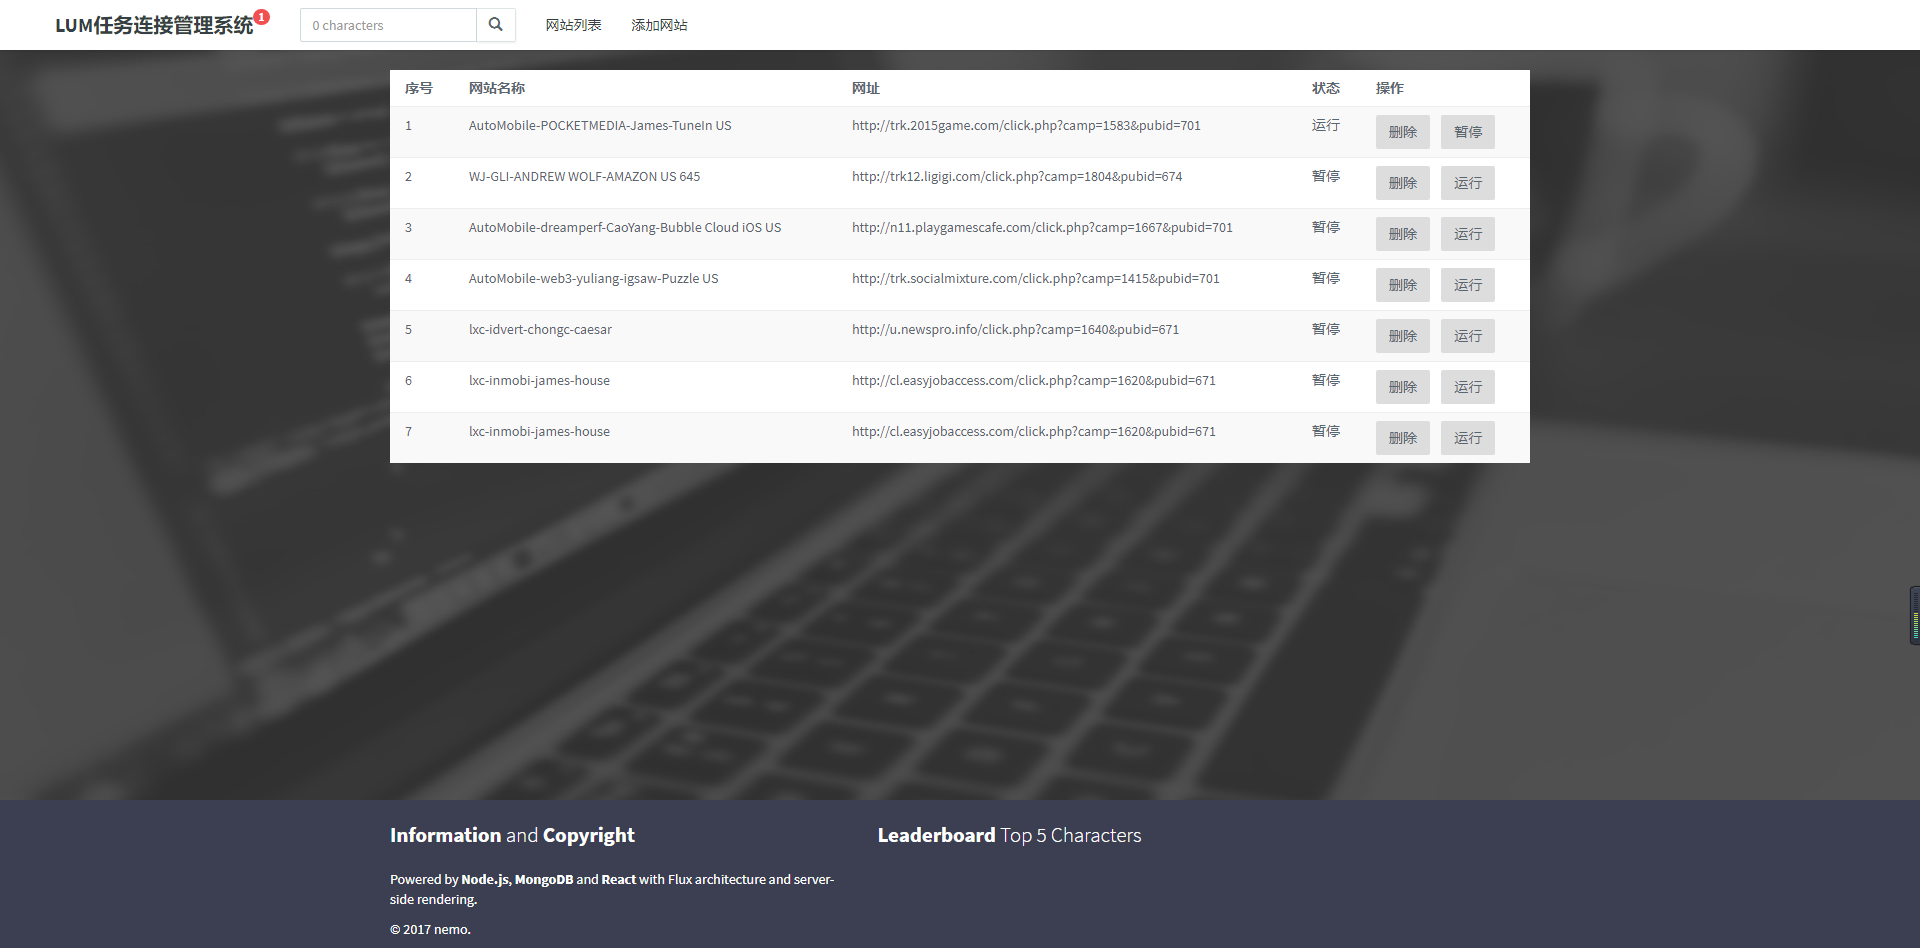 LUM任务连接管理系统 1 0 characters 网站列表 添加网站
序号 网站名称 网址 状态 操作
1 AutoMobile-POCKETMEDIA-James-TuneIn US http://trk.2015game.com/click.php?camp=1583&pubid=701 运行 删除 暂停
2 WJ-GLI-ANDREW WOLF-AMAZON US 645 http://trk12.ligigi.com/click.php?camp=1804&pubid=674 暂停 删除 运行
3 AutoMobile-dreamperf-CaoYang-Bubble Cloud iOS US http://n11.playgamescafe.com/click.php?camp=1667&pubid=701 暂停 删除 运行
4 AutoMobile-web3-yuliang-igsaw-Puzzle US http://trk.socialmixture.com/click.php?camp=1415&pubid=701 暂停 删除 运行
5 lxc-idvert-chongc-caesar http://u.newspro.info/click.php?camp=1640&pubid=671 暂停 删除 运行
6 lxc-inmobi-james-house http://cl.easyjobaccess.com/click.php?camp=1620&pubid=671 暂停 删除 运行
7 lxc-inmobi-james-house http://cl.easyjobaccess.com/click.php?camp=1620&pubid=671 暂停 删除 运行
Information and Copyright
Powered by Node.js, MongoDB and React with Flux architecture and server-
side rendering.
© 2017 nemo.
Leaderboard Top 5 Characters